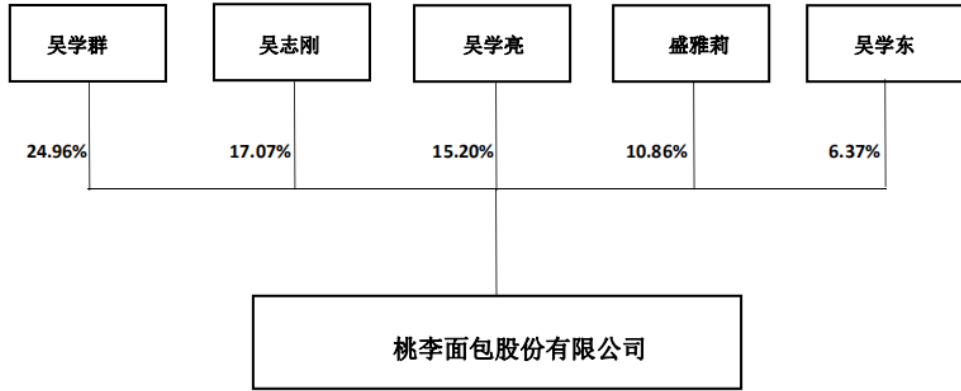 吴学群
吴志刚
吴学亮
盛雅莉
吴学东
24.96%
17.07%
15.20%
10.86%
6.37%
桃李面包股份有限公司